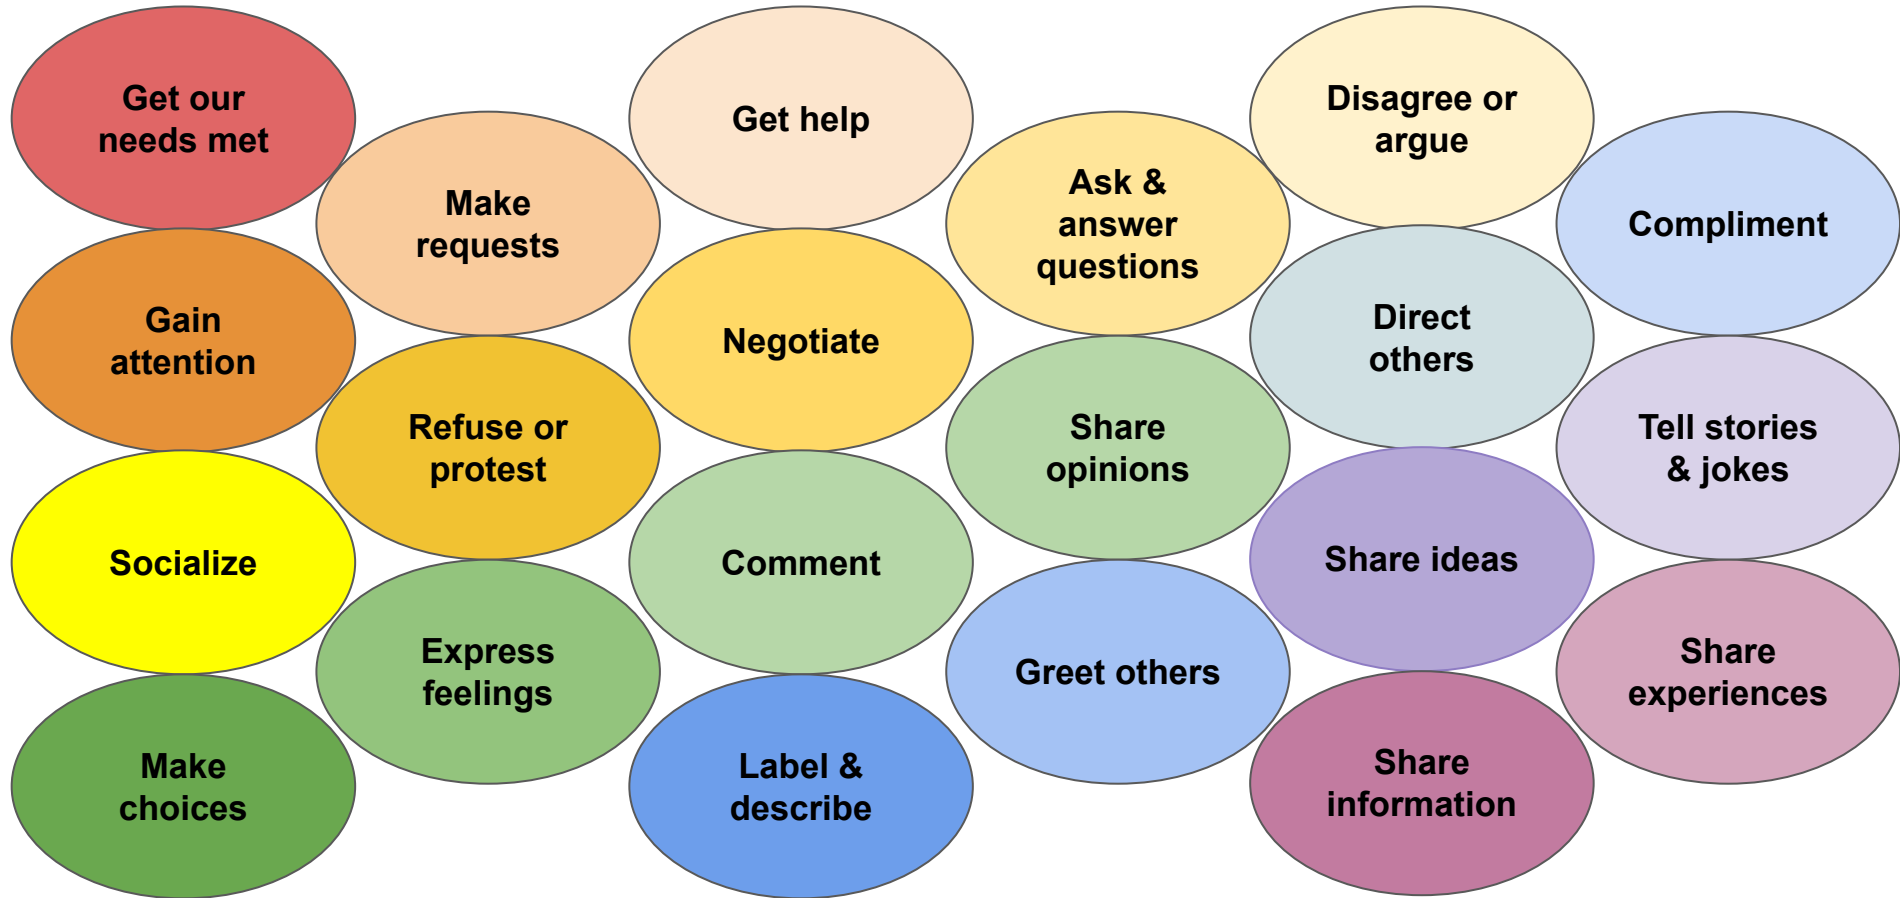 Get our
needs met
Gain
attention
Socialize
Make
choices
Make
requests
Refuse or
protest
Express
feelings
Get help
Negotiate
Comment
Label &
describe
Ask &
answer
questions
Share
opinions
Greet others
Disagree or
argue
Direct
others
Share ideas
Share
information
Compliment
Tell stories
& jokes
Share
experiences